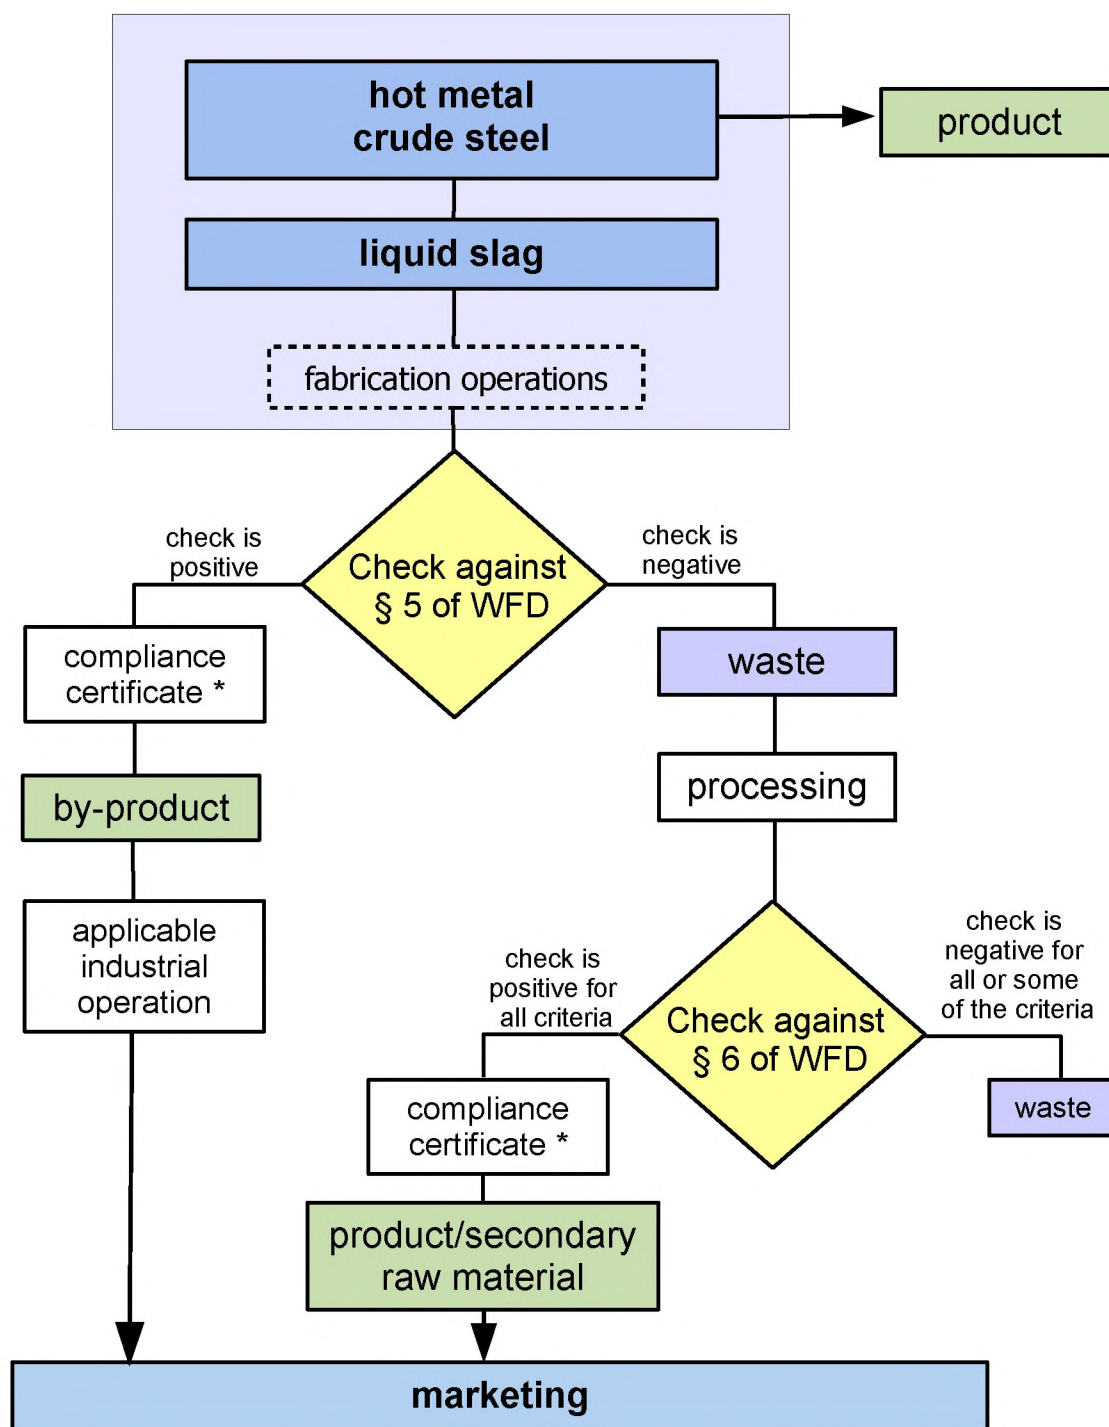 hot metal
crude steel
product
liquid slag
fabrication operations
check is
positive
Check against
§ 5 of WFD
check is
negative
compliance
certificate *
waste
by-product
processing
applicable
industrial
operation
check is
positive for
all criteria
Check against
§ 6 of WFD
check is
negative for
all or some
of the criteria
compliance
certificate *
waste
product/secondary
raw material
marketing